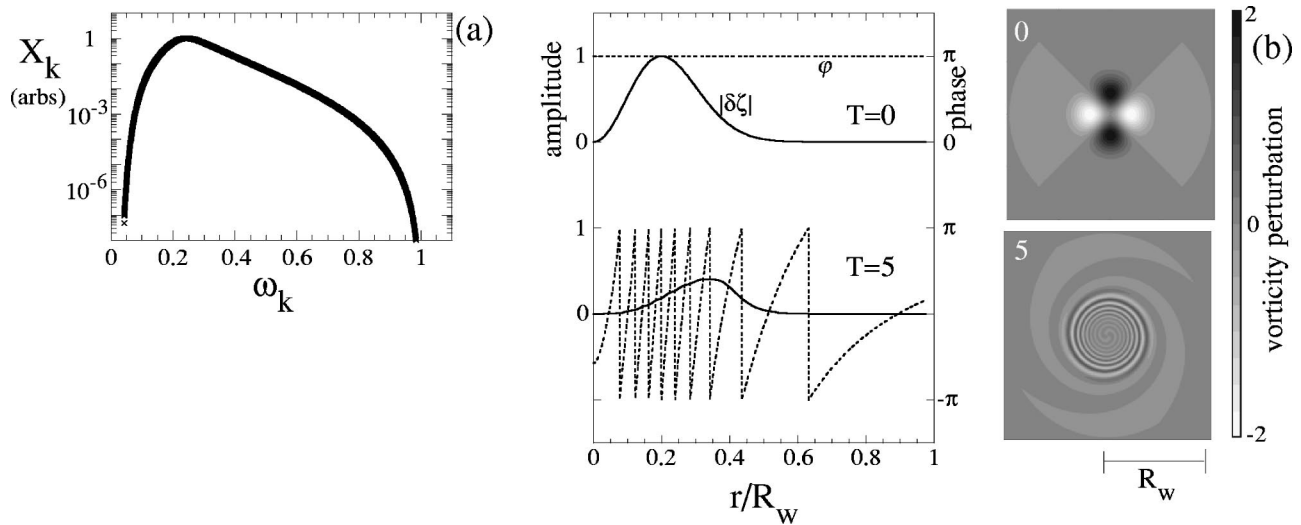 (a)
X_k
(arbs)
1
10^-3
10^-6
0 0.2 0.4 0.6 0.8 1
ω_k
amplitude
phase
1
0
1
0
π
0
π
-π
φ
|δζ|
T=0
T=5
0 0.2 0.4 0.6 0.8 1
r/R_w
0
5
R_w
(b)
2
0
-2
vorticity perturbation